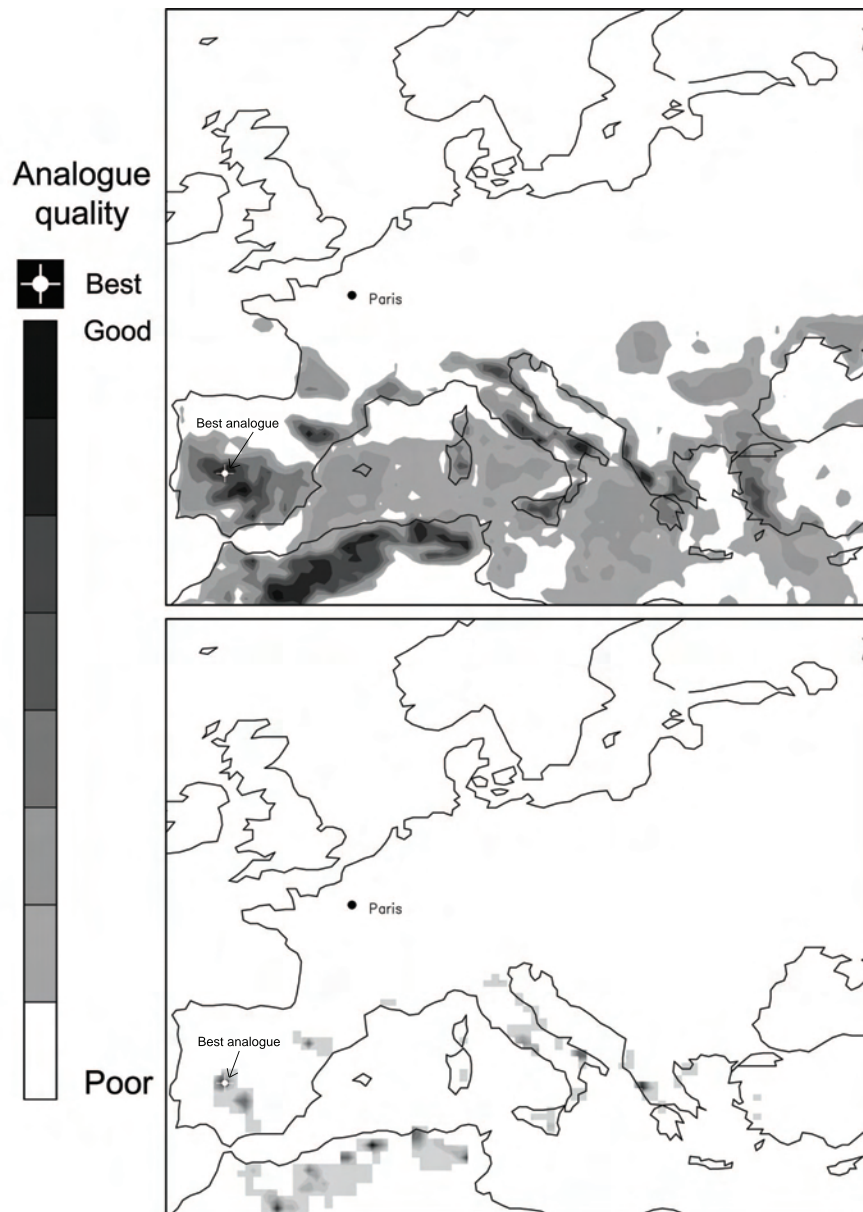 Analogue
quality
Best
Good
Poor
Paris
Best analogue
Paris
Best analogue